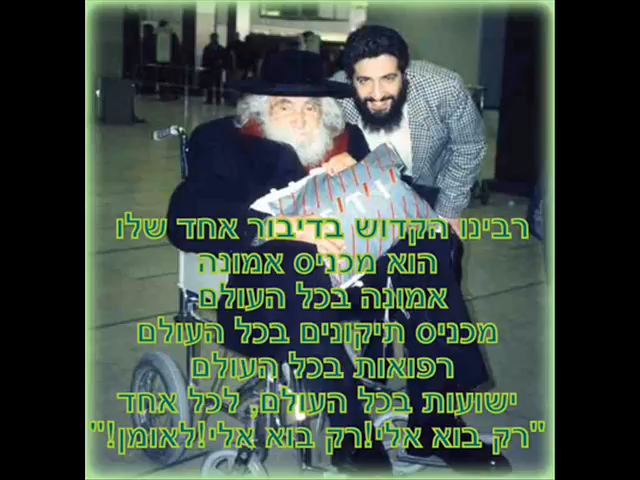 רבינו הקדוש בדיבור אחד שלו
הוא מכניס אמונה
אמונה בכל העולם
מכניס תיקונים בכל העולם
רפואות בכל העולם
ישועות בכל העולם, לכל אחד
"רק בוא אלי!רק בוא אלי!לאומן!"